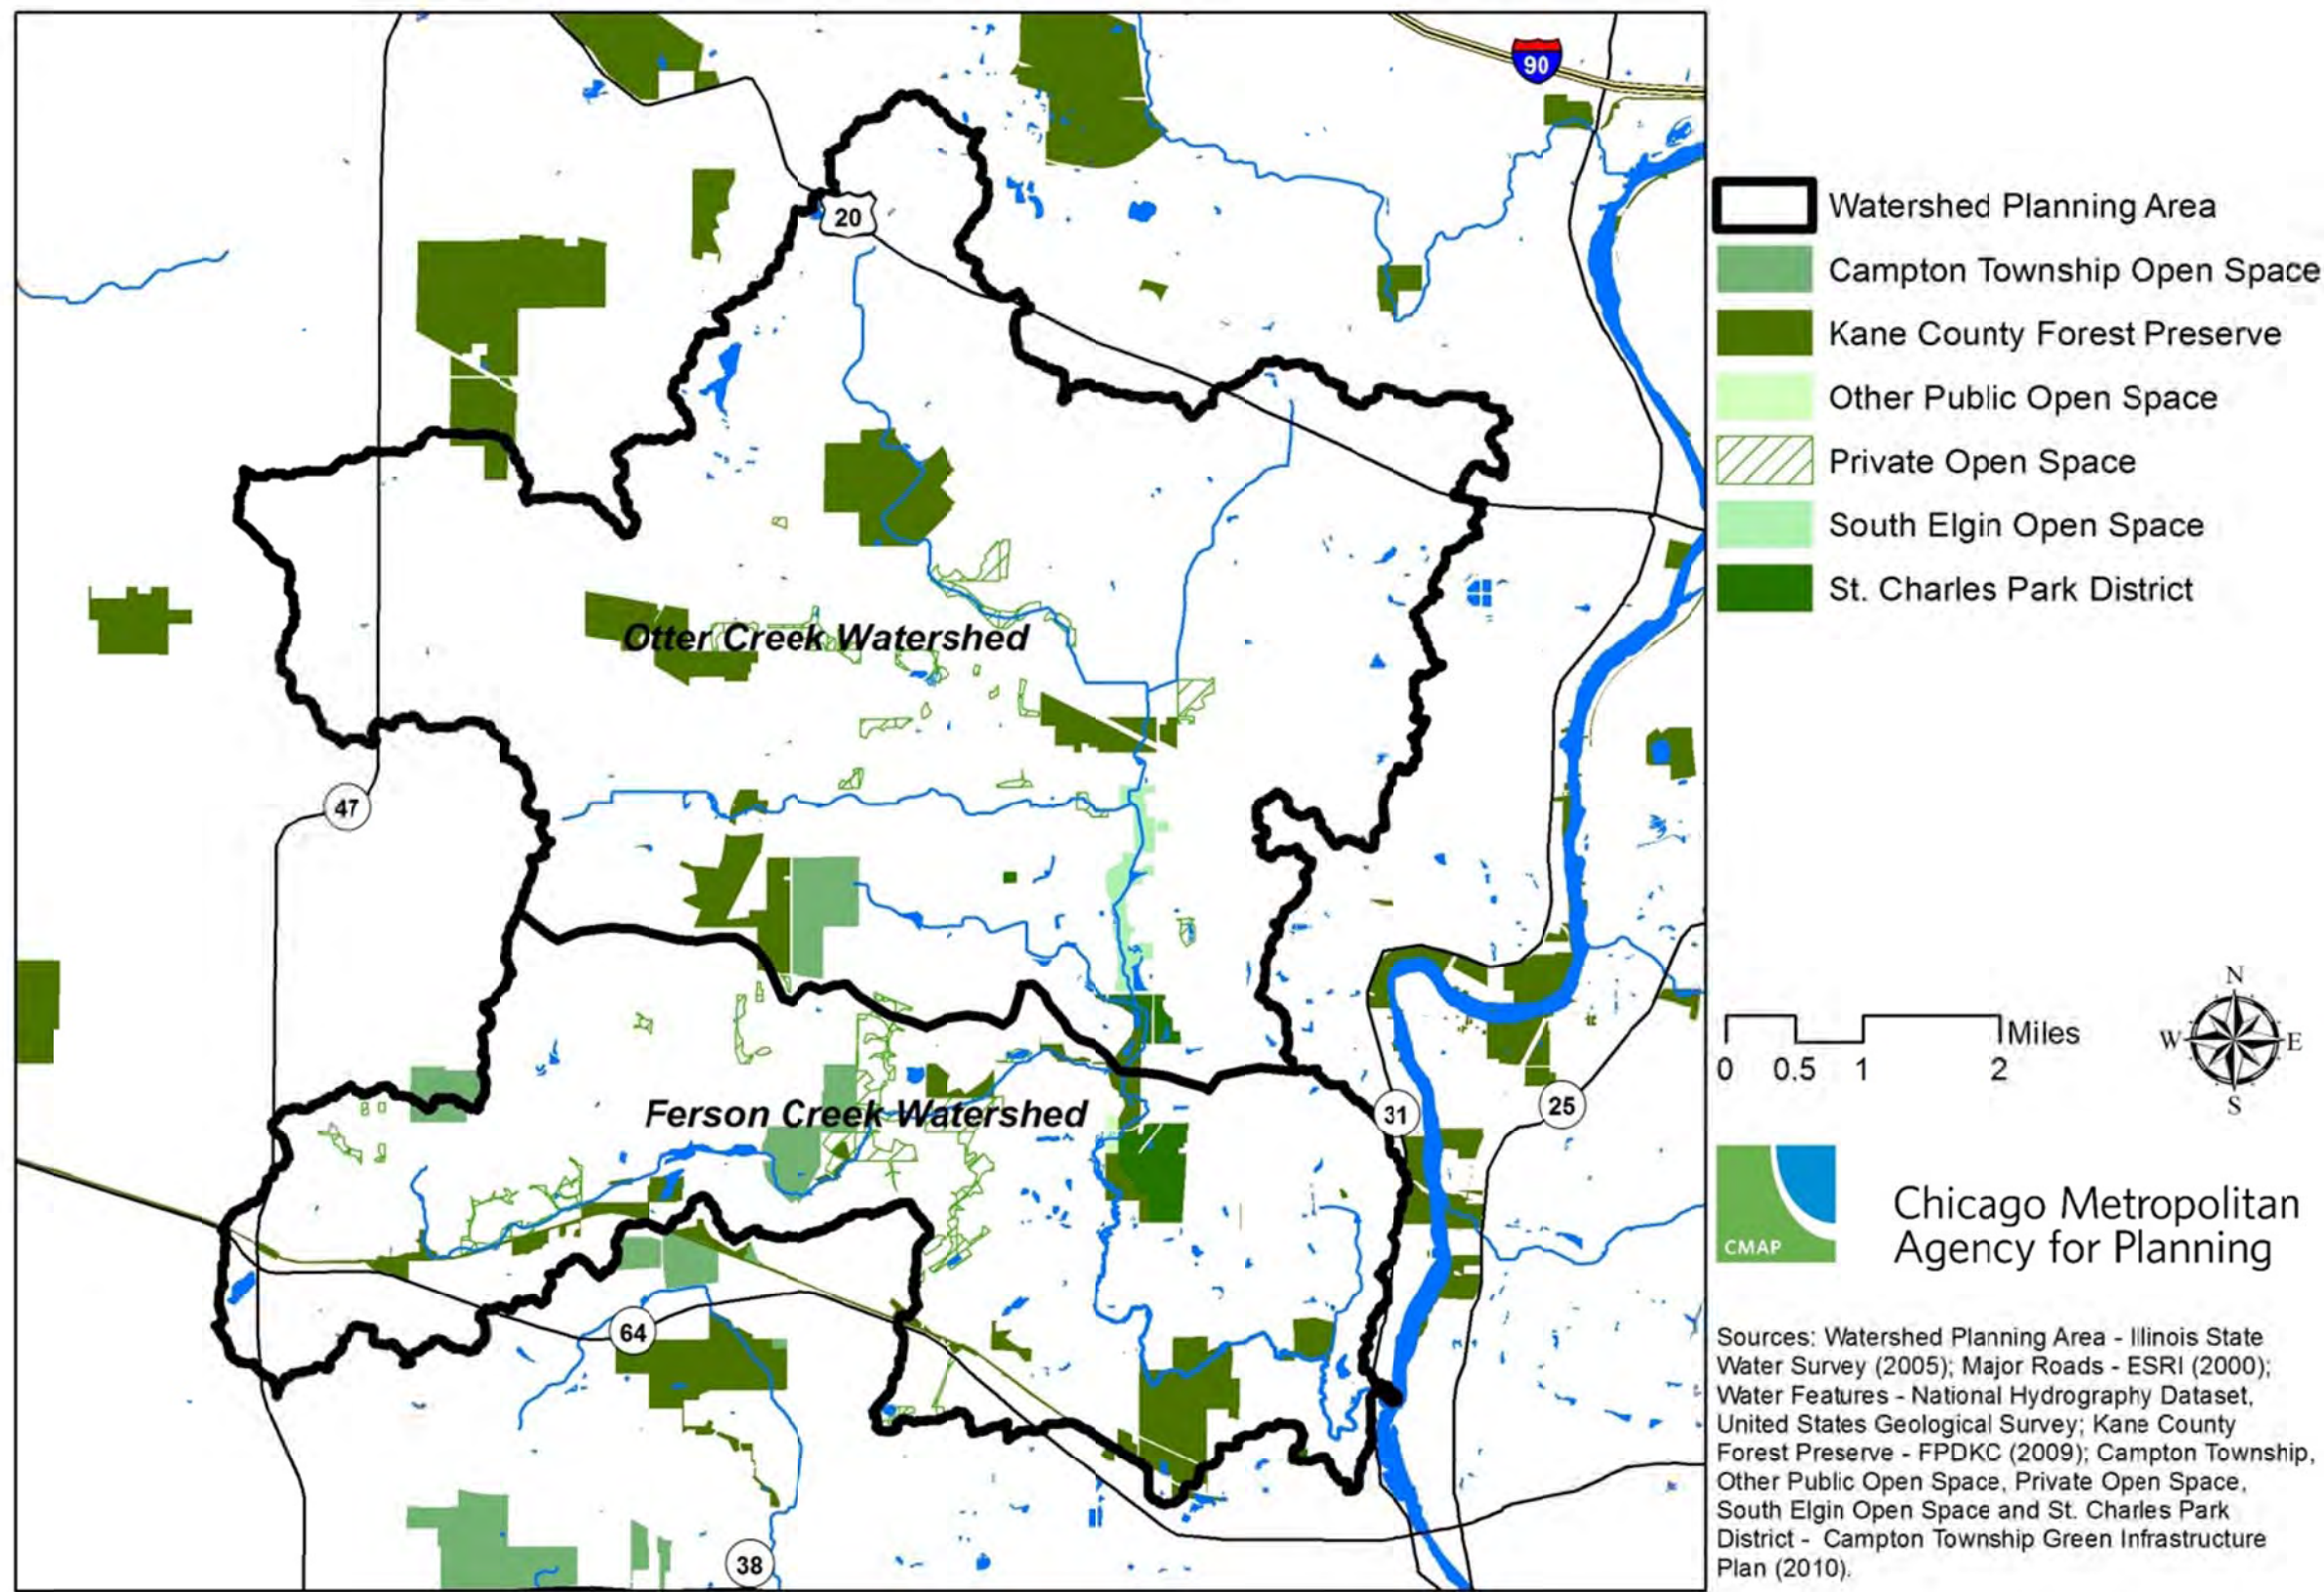 90
20
Otter Creek Watershed
47
Ferson Creek Watershed
31
25
64
38
Watershed Planning Area
Campton Township Open Space
Kane County Forest Preserve
Other Public Open Space
Private Open Space
South Elgin Open Space
St. Charles Park District
Miles
0 0.5 1 2
N
W E
S
CMAP
Chicago Metropolitan
Agency for Planning
Sources: Watershed Planning Area - Illinois State
Water Survey (2005); Major Roads - ESRI (2000);
Water Features - National Hydrography Dataset,
United States Geological Survey; Kane County
Forest Preserve - FPDKC (2009); Campton Township,
Other Public Open Space, Private Open Space,
South Elgin Open Space and St. Charles Park
District - Campton Township Green Infrastructure
Plan (2010).